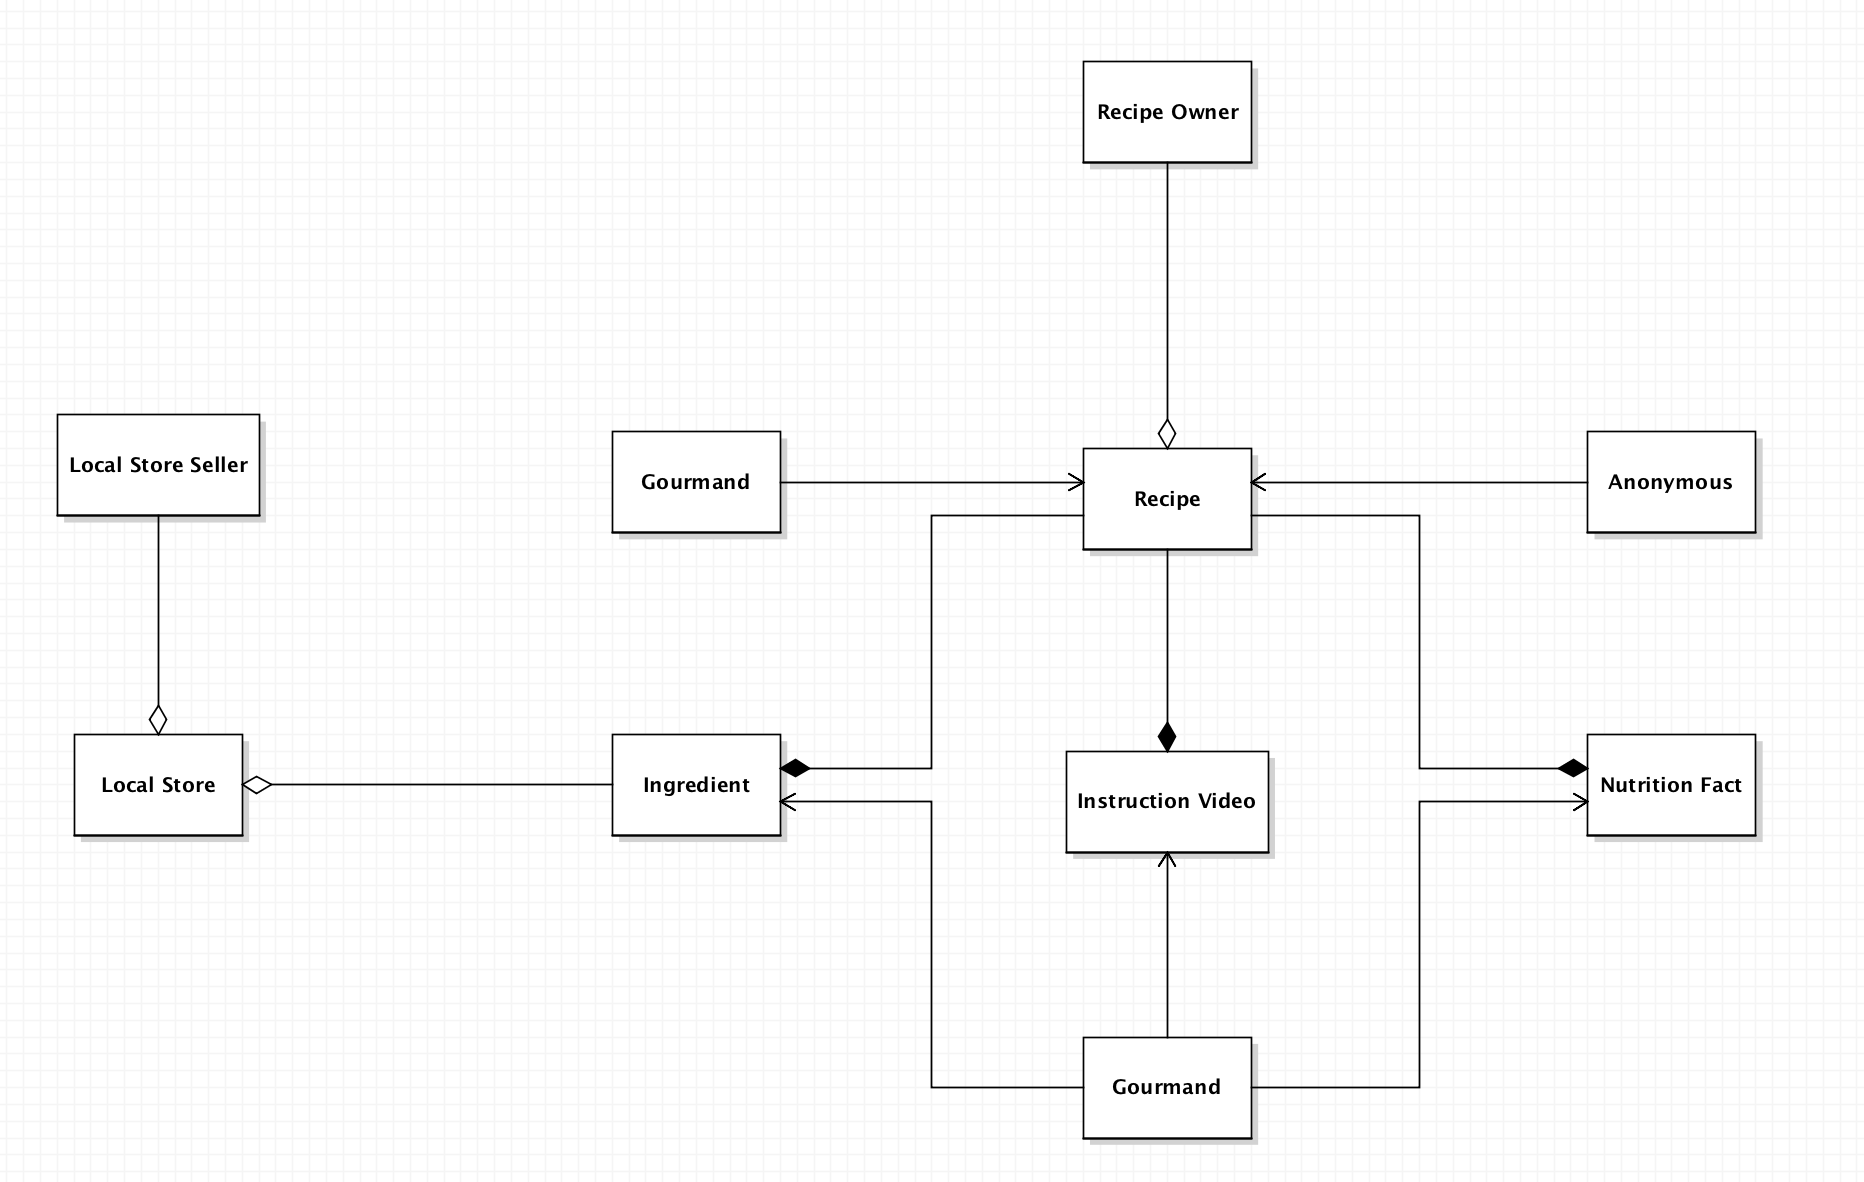 Recipe Owner
Local Store Seller
Gourmand
Recipe
Anonymous
Local Store
Ingredient
Instruction Video
Nutrition Fact
Gourmand